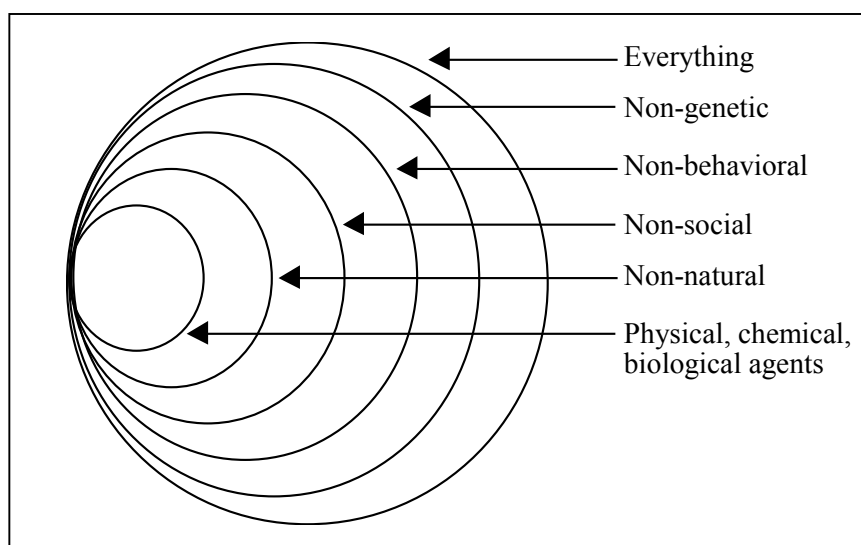 Everything
Non-genetic
Non-behavioral
Non-social
Non-natural
Physical, chemical,
biological agents